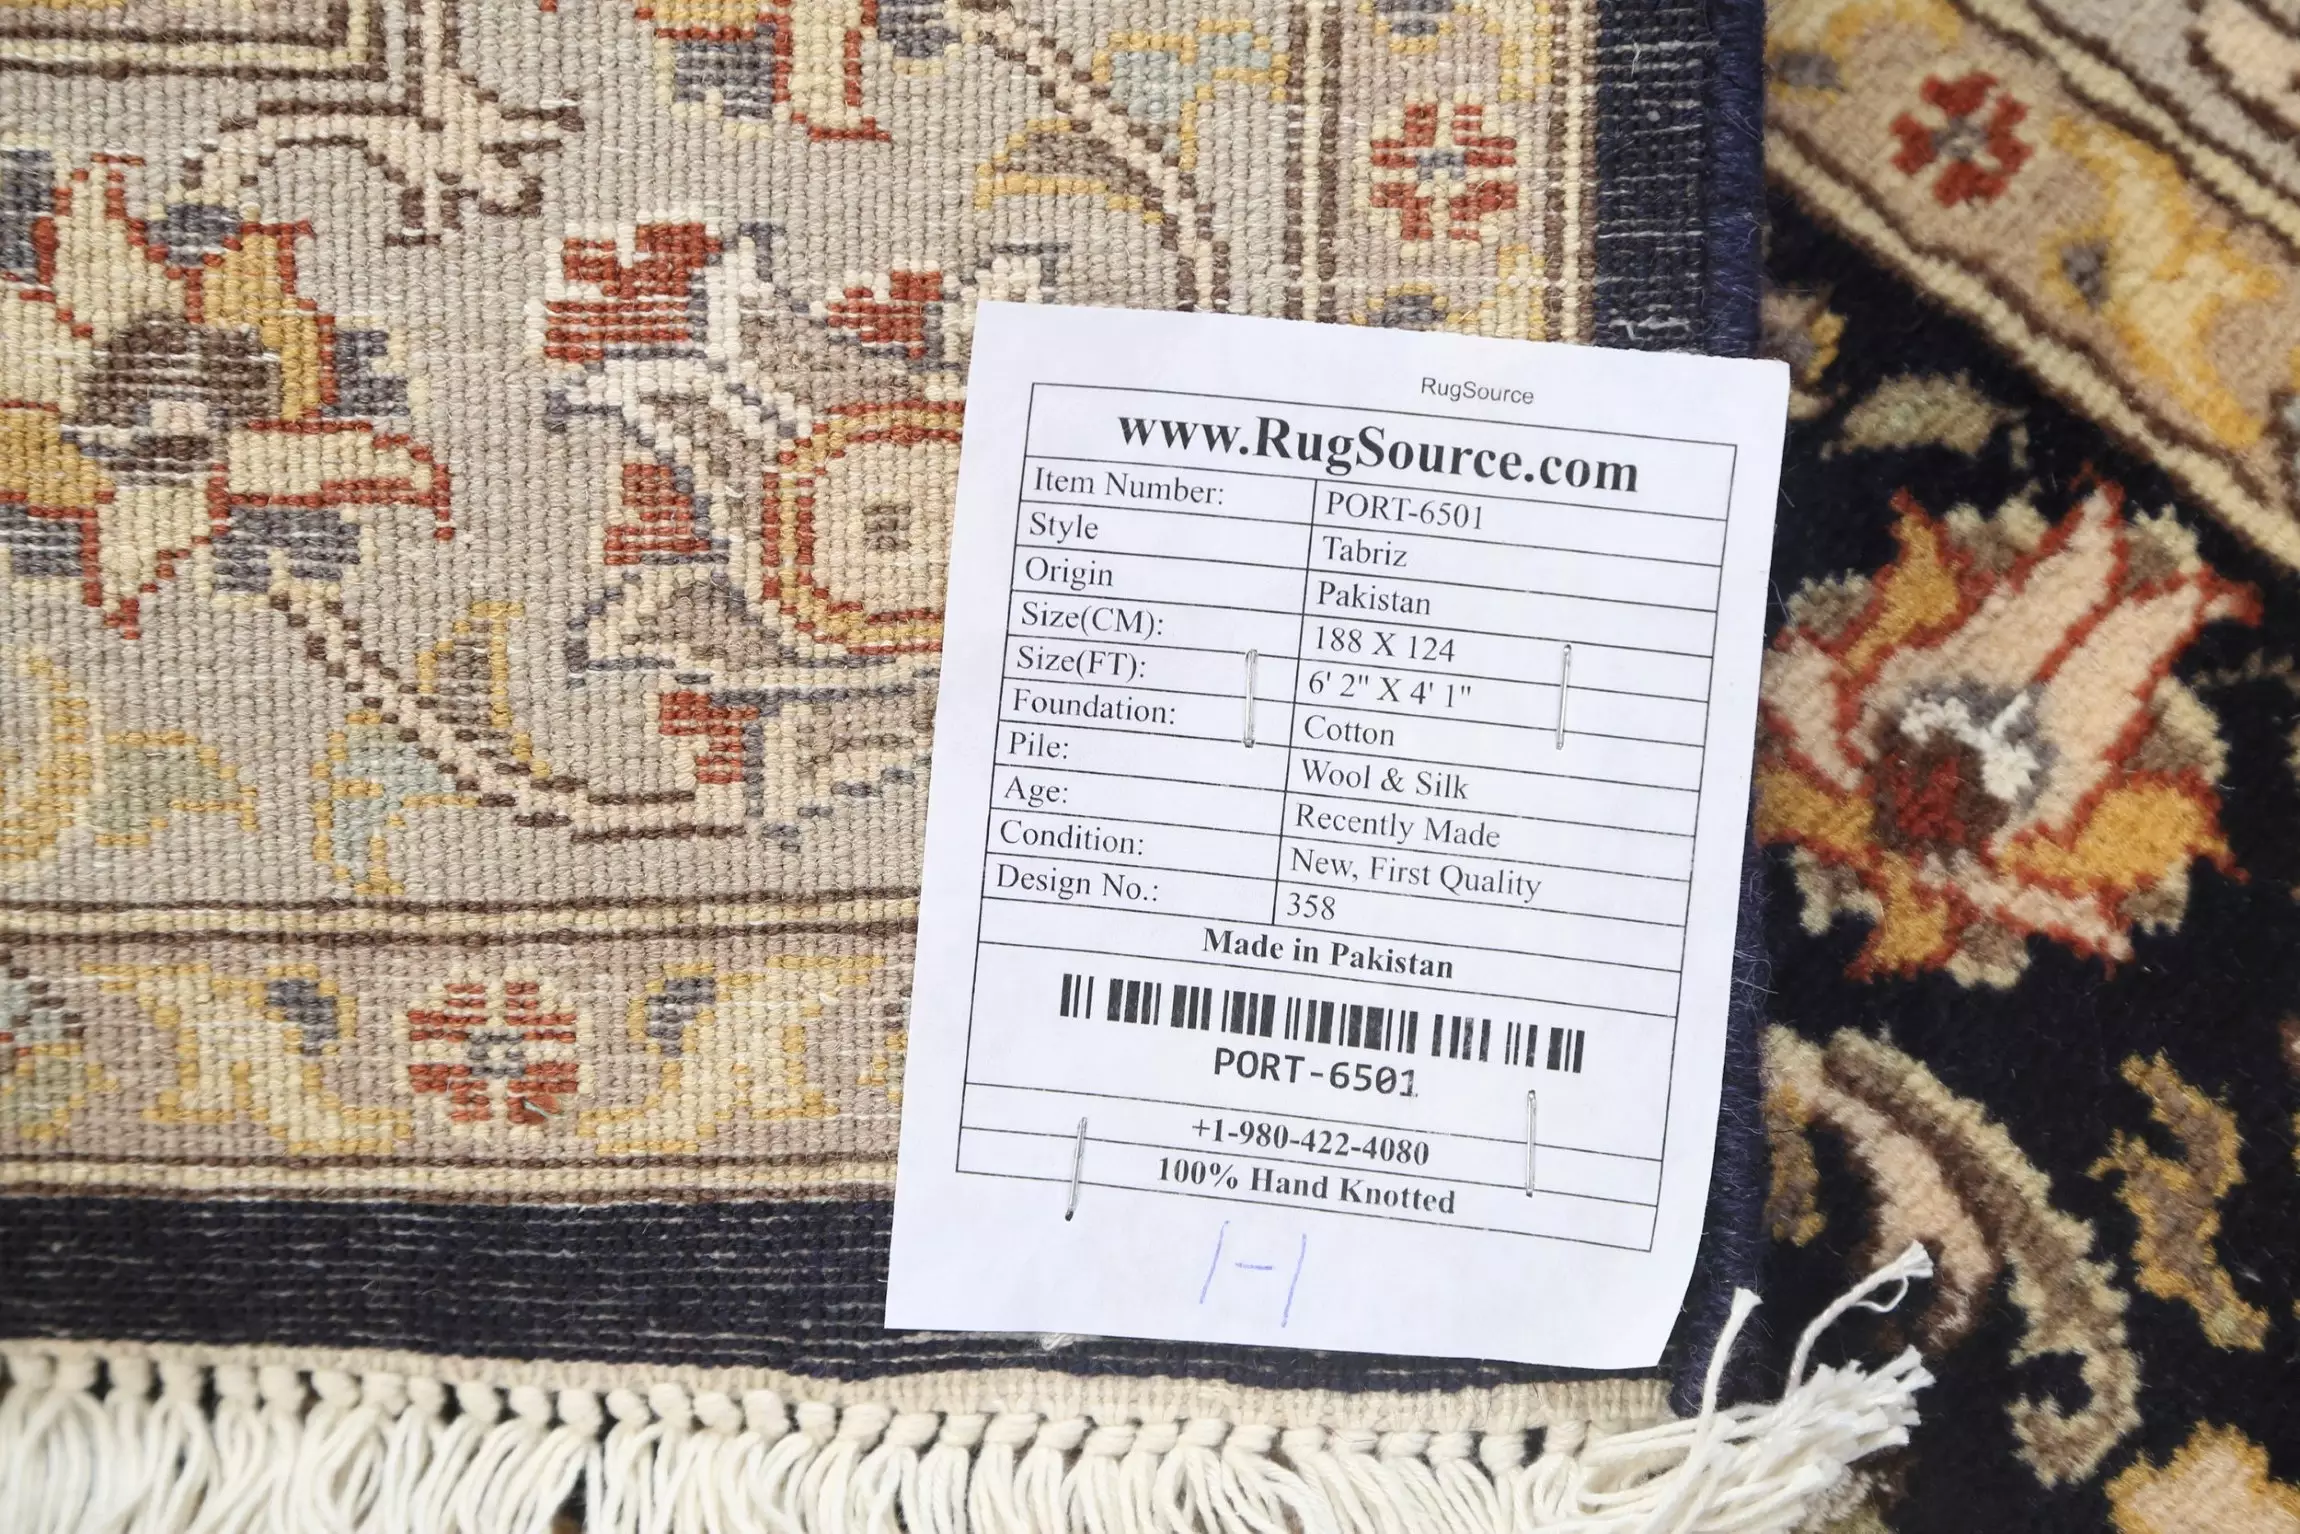 RugSource
www.RugSource.com
Item Number: PORT-6501
Style Tabriz
Origin Pakistan
Size(CM): 188 X 124
Size(FT): 6' 2" X 4' 1"
Foundation: Cotton
Pile: Wool & Silk
Age: Recently Made
Condition: New, First Quality
Design No.: 358
Made in Pakistan
PORT-6501
+1-980-422-4080
100% Hand Knotted
1-1